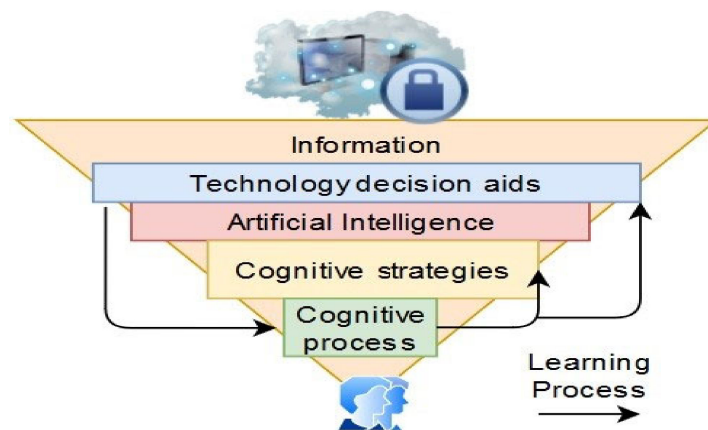 Information
Technology decision aids
Artificial Intelligence
Cognitive strategies
Cognitive
process
Learning
Process